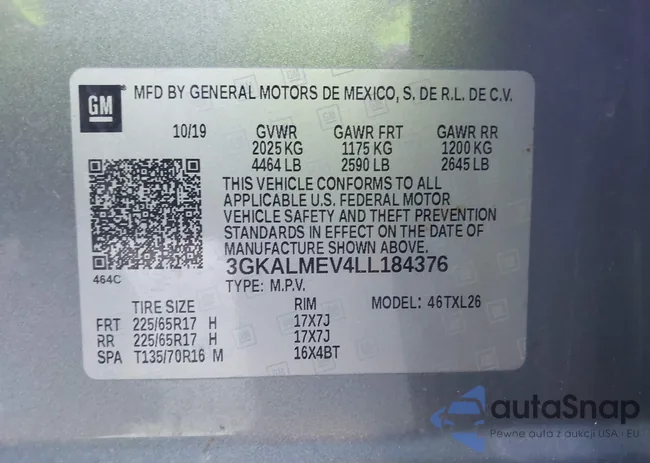 GM
MFD BY GENERAL MOTORS DE MEXICO, S. DE R.L. DE C.V.
10/19 GVWR GAWR FRT GAWR RR
2025 KG 1175 KG 1200 KG
4464 LB 2590 LB 2645 LB
THIS VEHICLE CONFORMS TO ALL
APPLICABLE U.S. FEDERAL MOTOR
VEHICLE SAFETY AND THEFT PREVENTION
STANDARDS IN EFFECT ON THE DATE OF
MANUFACTURE SHOWN ABOVE.
464C
3GKALMEV4LL184376
TYPE: M.P.V.
TIRE SIZE RIM MODEL: 46TXL26
FRT 225/65R17 H 17X7J
RR 225/65R17 H 17X7J
SPA T135/70R16 M 16X4BT
autaSnap
Pewne auta z aukcji USA i EU